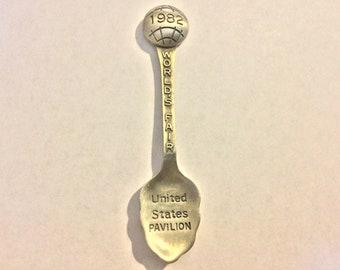 1982
WORLD'S FAIR
United
States
PAVILION